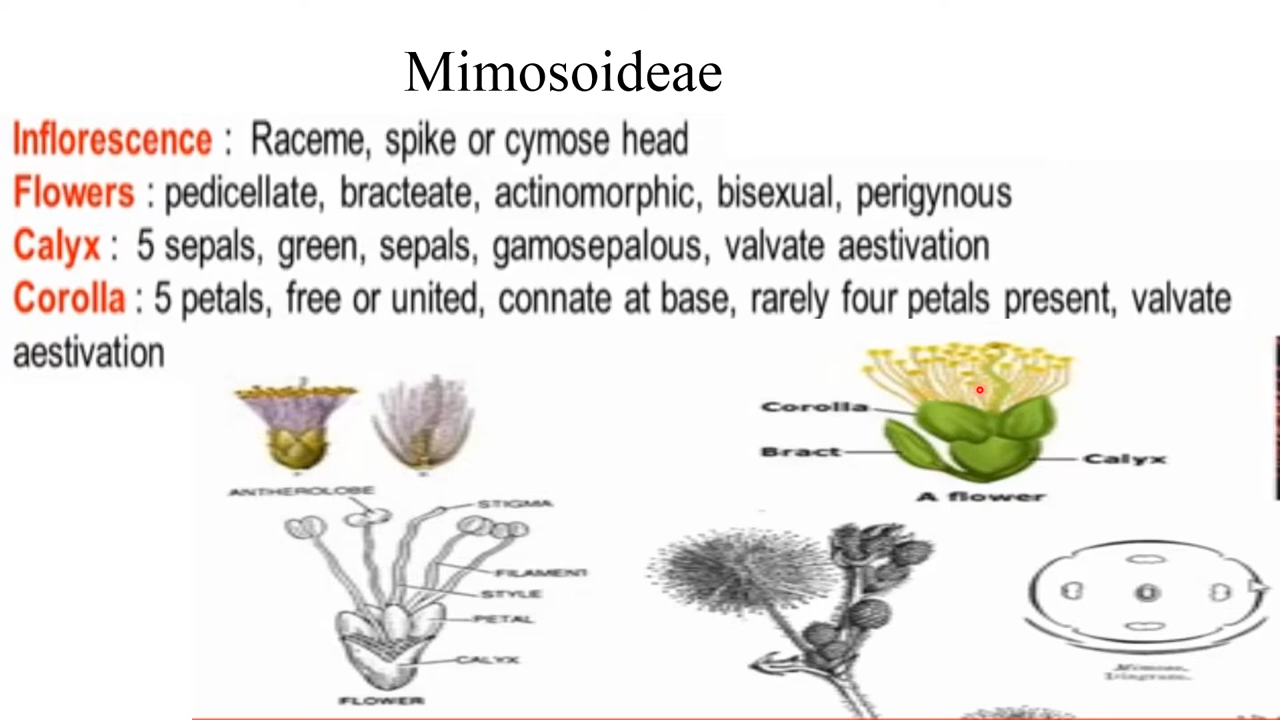 Mimosoideae
Inflorescence : Raceme, spike or cymose head
Flowers : pedicellate, bracteate, actinomorphic, bisexual, perigynous
Calyx : 5 sepals, green, sepals, gamosepalous, valvate aestivation
Corolla : 5 petals, free or united, connate at base, rarely four petals present, valvate
aestivation
Corolla
Bract
Calyx
A flower
ANTHEROLOBE
STIGMA
FILAMENT
STYLE
PETAL
CALYX
FLOWER